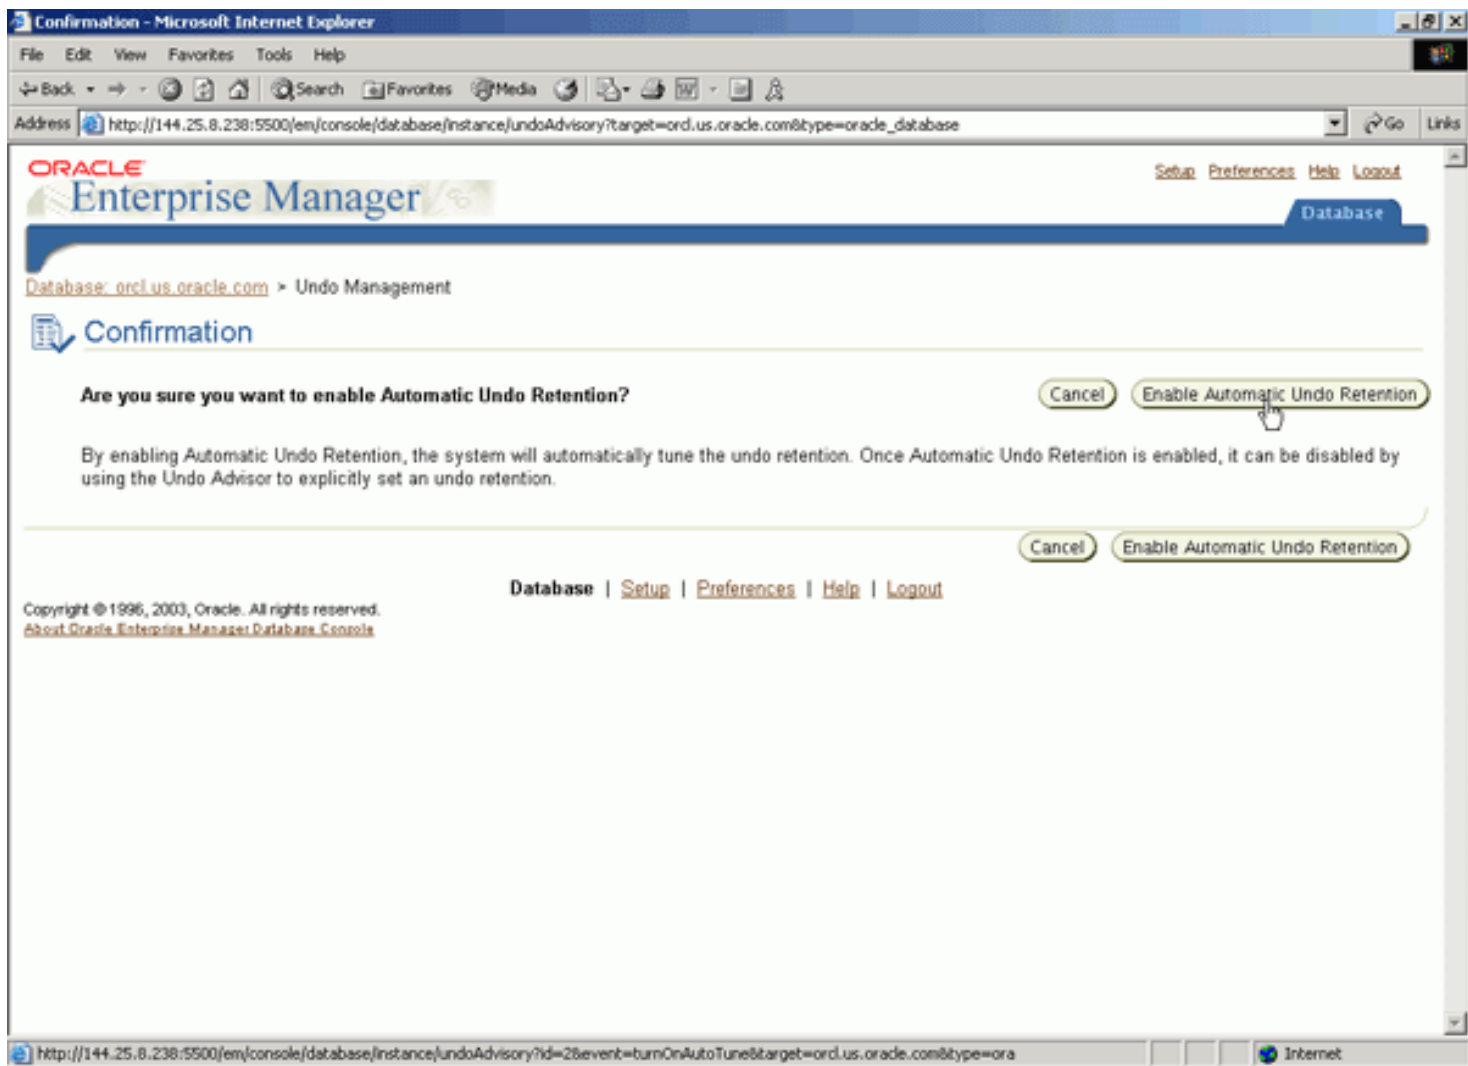 Confirmation - Microsoft Internet Explorer
File Edit View Favorites Tools Help
Back Search Favorites Media
Address http://144.25.8.238:5500/em/console/database/instance/undoAdvisory?target=orcl.us.oracle.com&type=oracle_database Go Links
ORACLE
Enterprise Manager
Setup Preferences Help Logout
Database
Database: orcl.us.oracle.com > Undo Management
Confirmation
Are you sure you want to enable Automatic Undo Retention? Cancel Enable Automatic Undo Retention
By enabling Automatic Undo Retention, the system will automatically tune the undo retention. Once Automatic Undo Retention is enabled, it can be disabled by
using the Undo Advisor to explicitly set an undo retention.
Cancel Enable Automatic Undo Retention
Database | Setup | Preferences | Help | Logout
Copyright © 1996, 2003, Oracle. All rights reserved.
About Oracle Enterprise Manager Database Console
http://144.25.8.238:5500/em/console/database/instance/undoAdvisory?id=2&event=turnOnAutoTune&target=orcl.us.oracle.com&type=ora Internet